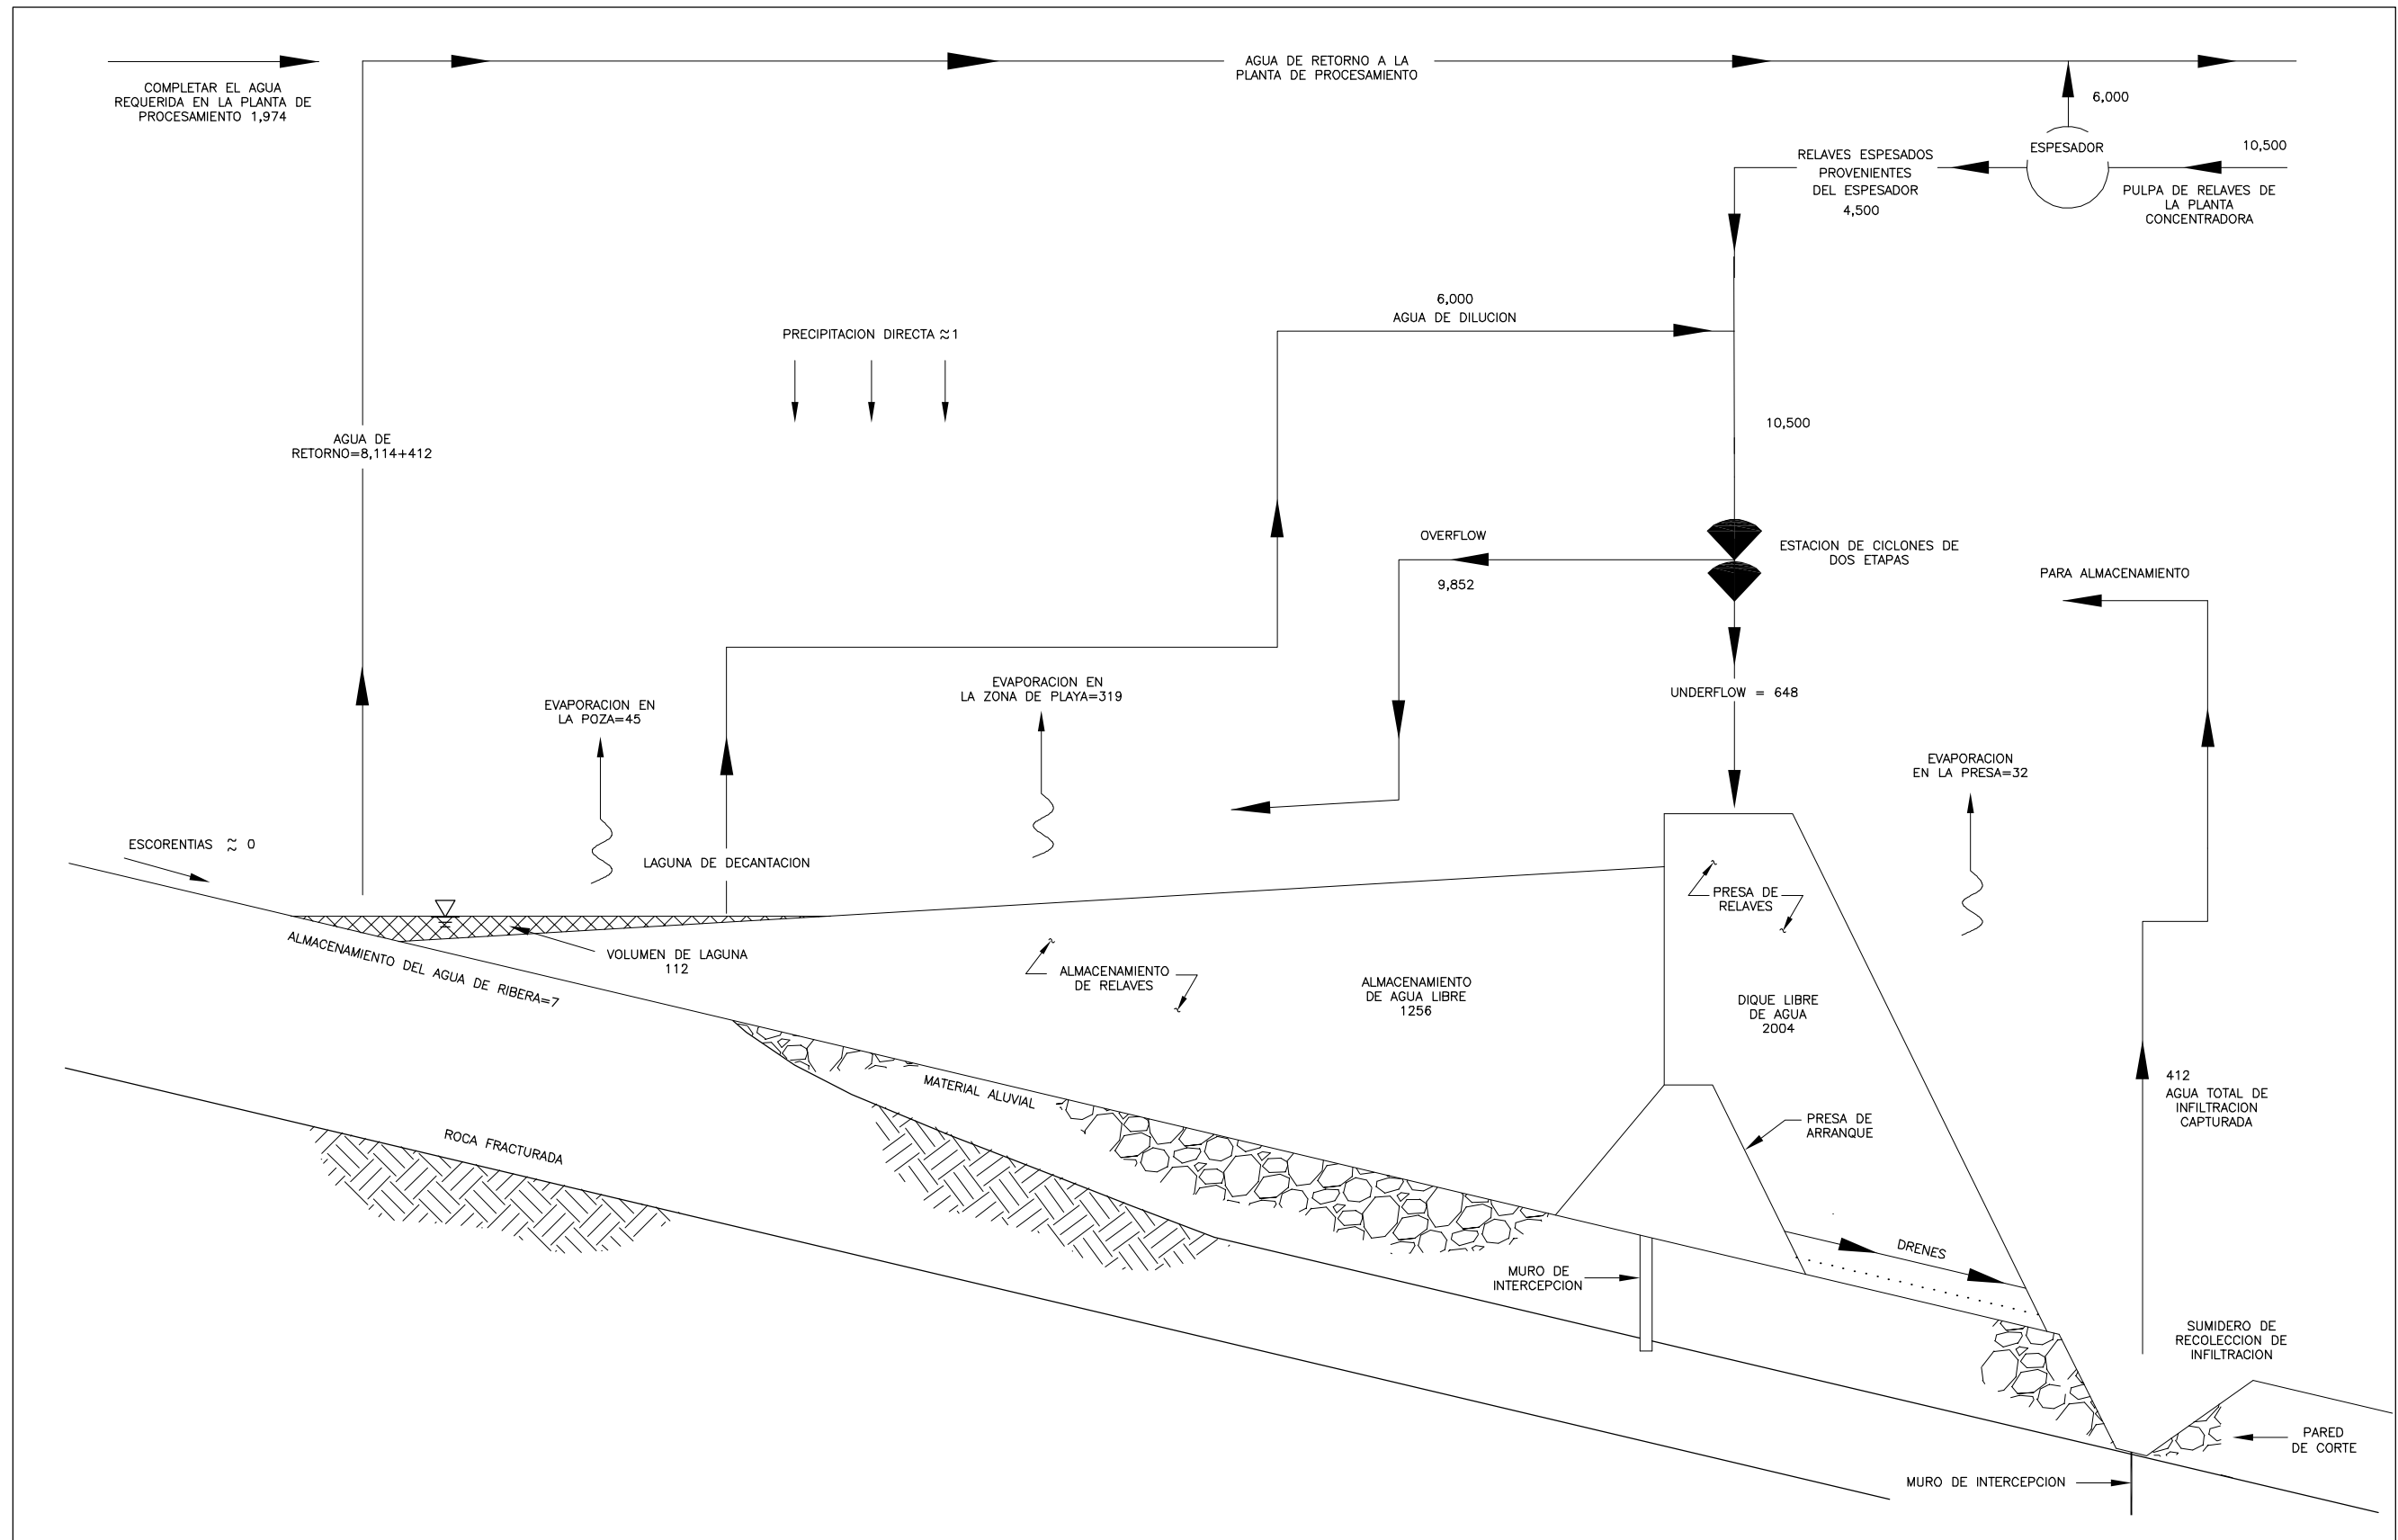 COMPLETAR EL AGUA
REQUERIDA EN LA PLANTA DE
PROCESAMIENTO 1,974
AGUA DE RETORNO A LA
PLANTA DE PROCESAMIENTO
6,000
ESPESADOR
10,500
RELAVES ESPESADOS
PROVENIENTES
DEL ESPESADOR
4,500
PULPA DE RELAVES DE
LA PLANTA
CONCENTRADORA
6,000
AGUA DE DILUCION
PRECIPITACION DIRECTA ≈1
10,500
AGUA DE
RETORNO=8,114+412
OVERFLOW
9,852
ESTACION DE CICLONES DE
DOS ETAPAS
PARA ALMACENAMIENTO
UNDERFLOW = 648
EVAPORACION EN
LA POZA=45
EVAPORACION EN
LA ZONA DE PLAYA=319
EVAPORACION
EN LA PRESA=32
ESCORENTIAS ≈ 0
LAGUNA DE DECANTACION
PRESA DE
RELAVES
ALMACENAMIENTO DEL AGUA DE RIBERA=7
VOLUMEN DE LAGUNA
112
ALMACENAMIENTO
DE RELAVES
ALMACENAMIENTO
DE AGUA LIBRE
1256
DIQUE LIBRE
DE AGUA
2004
MATERIAL ALUVIAL
412
AGUA TOTAL DE
INFILTRACION
CAPTURADA
PRESA DE
ARRANQUE
ROCA FRACTURADA
DRENES
MURO DE
INTERCEPCION
SUMIDERO DE
RECOLECCION DE
INFILTRACION
PARED
DE CORTE
MURO DE INTERCEPCION